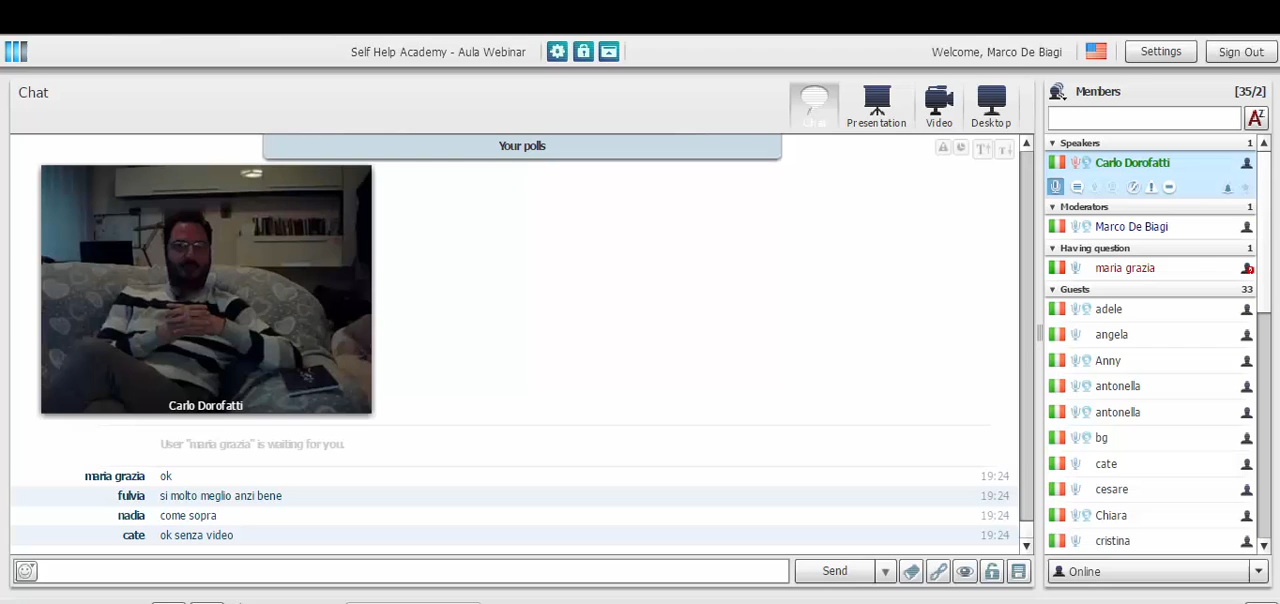 Self Help Academy - Aula Webinar
Welcome, Marco De Biagi
Settings
Sign Out
Chat
Chat
Presentation
Video
Desktop
Your polls
Carlo Dorofatti
User "maria grazia" is waiting for you.
maria grazia ok 19:24
fulvia si molto meglio anzi bene 19:24
nadia come sopra 19:24
cate ok senza video 19:24
Send
Members [35/2]
Speakers 1
Carlo Dorofatti
Moderators 1
Marco De Biagi
Having question 1
maria grazia
Guests 33
adele
angela
Anny
antonella
antonella
bg
cate
cesare
Chiara
cristina
Online